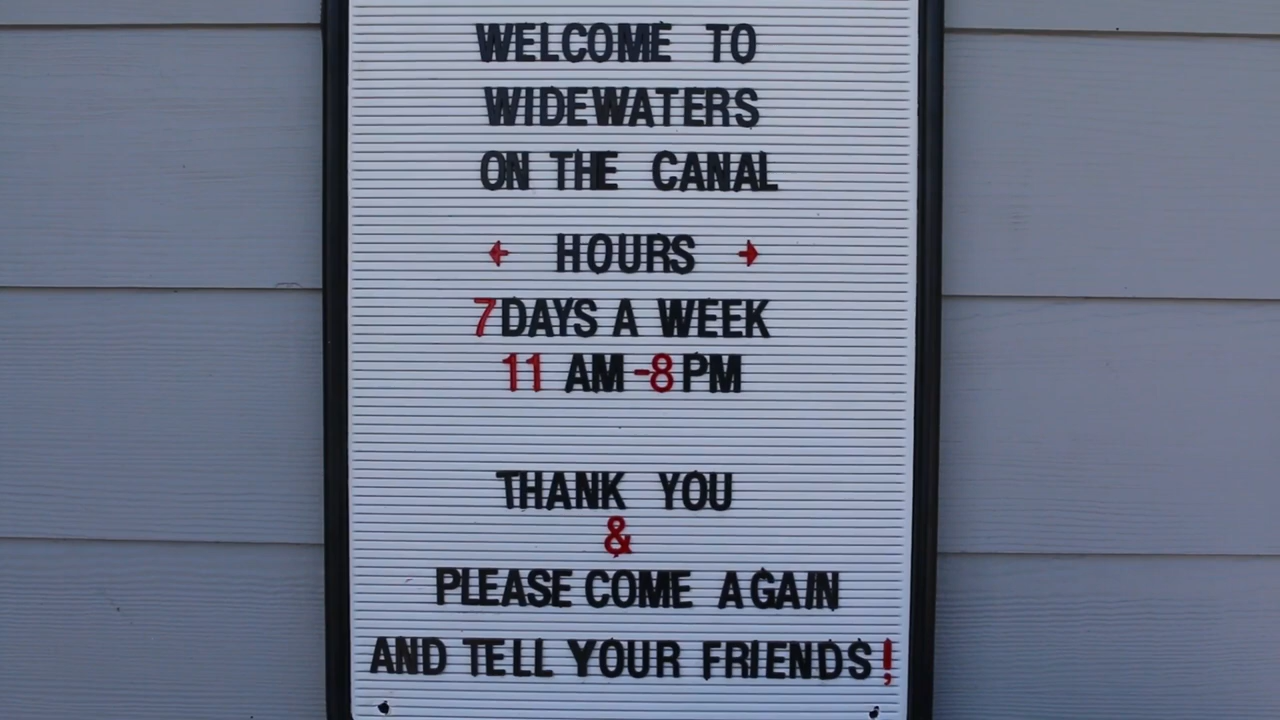 WELCOME TO
WIDEWATERS
ON THE CANAL
HOURS
7DAYS A WEEK
11 AM-8PM
THANK YOU
&
PLEASE COME AGAIN
AND TELL YOUR FRIENDS!